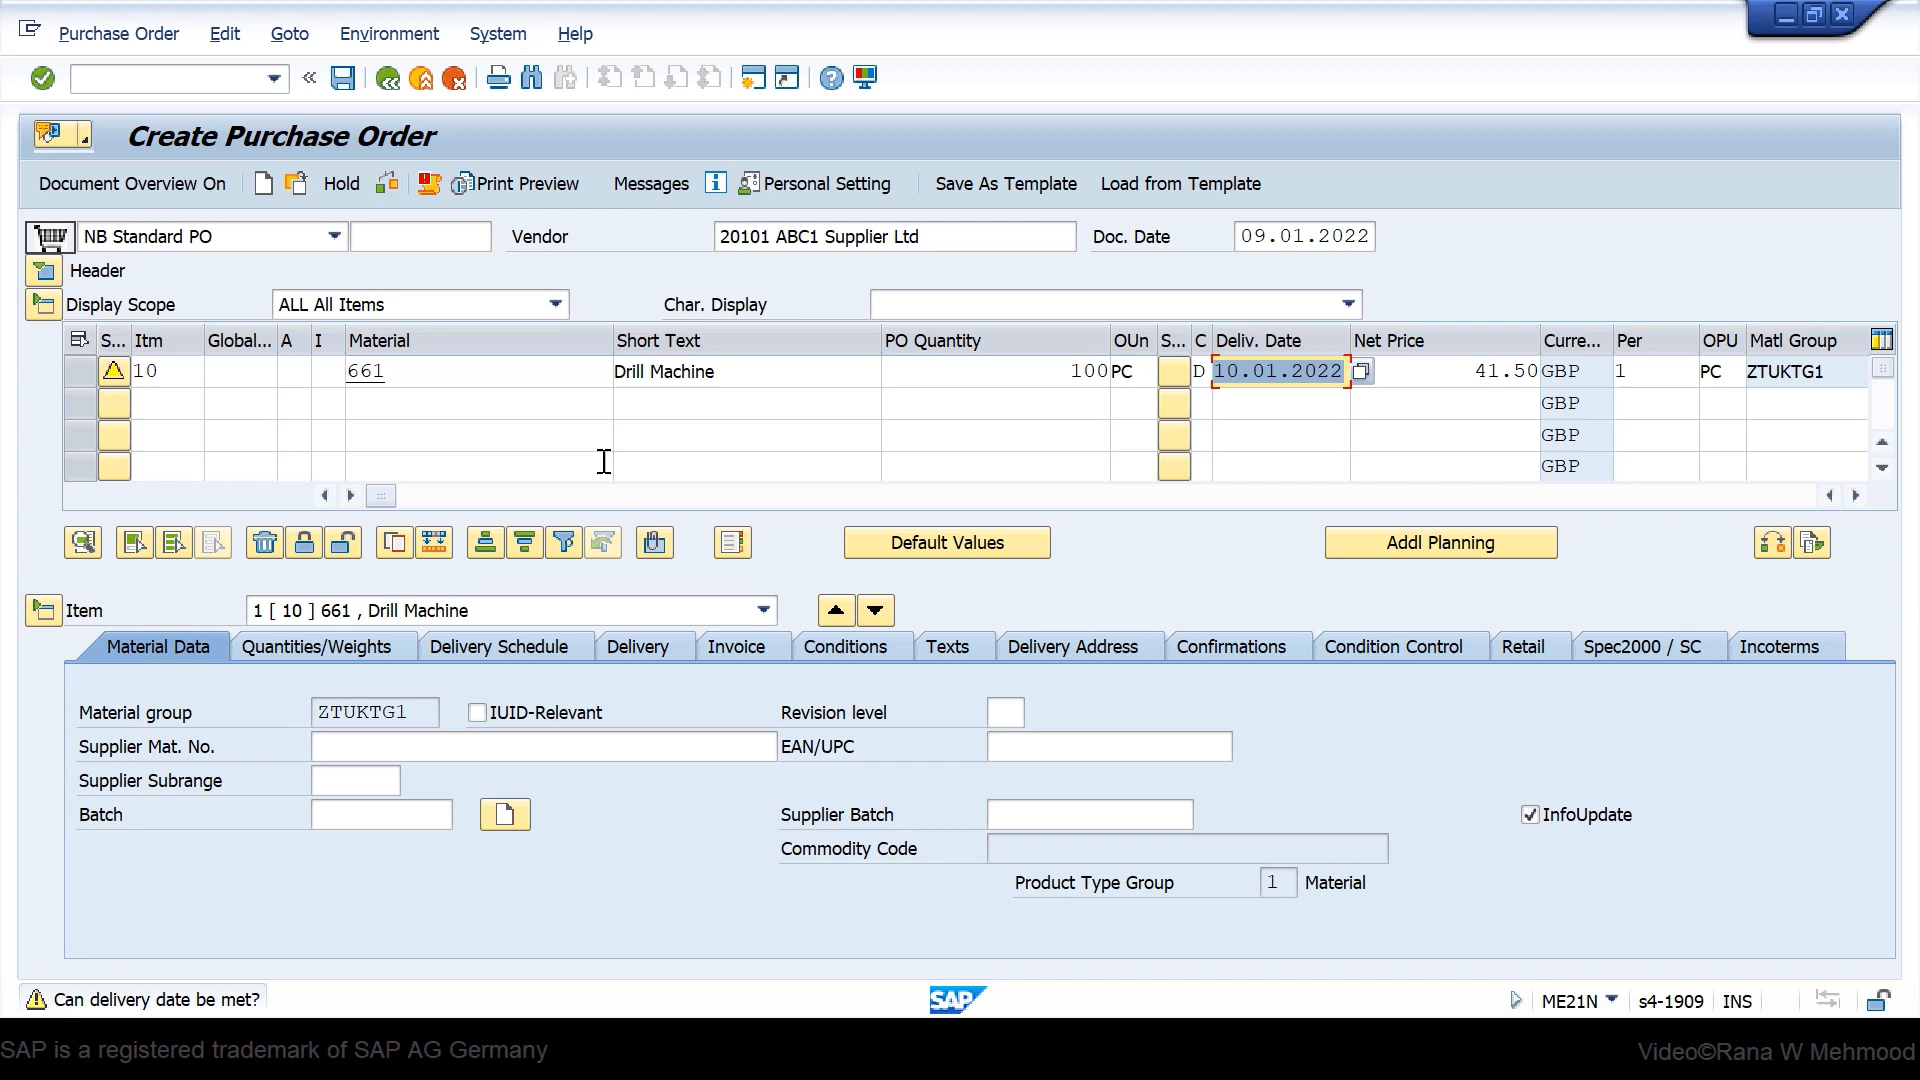 Purchase Order Edit Goto Environment System Help
Create Purchase Order
Document Overview On Hold Print Preview Messages Personal Setting Save As Template Load from Template
NB Standard PO Vendor 20101 ABC1 Supplier Ltd Doc. Date 09.01.2022
Header
Display Scope ALL All Items Char. Display
S... Itm Global... A I Material Short Text PO Quantity OUn S... C Deliv. Date Net Price Curre... Per OPU Matl Group
10 661 Drill Machine 100 PC D 10.01.2022 41.50 GBP 1 PC ZTUKTG1
GBP
GBP
GBP
Default Values Addl Planning
Item 1 [ 10 ] 661 , Drill Machine
Material Data Quantities/Weights Delivery Schedule Delivery Invoice Conditions Texts Delivery Address Confirmations Condition Control Retail Spec2000 / SC Incoterms
Material group ZTUKTG1 IUID-Relevant Revision level
Supplier Mat. No. EAN/UPC
Supplier Subrange
Batch Supplier Batch InfoUpdate
Commodity Code
Product Type Group 1 Material
Can delivery date be met? SAP ME21N s4-1909 INS
SAP is a registered trademark of SAP AG Germany Video©Rana W Mehmood